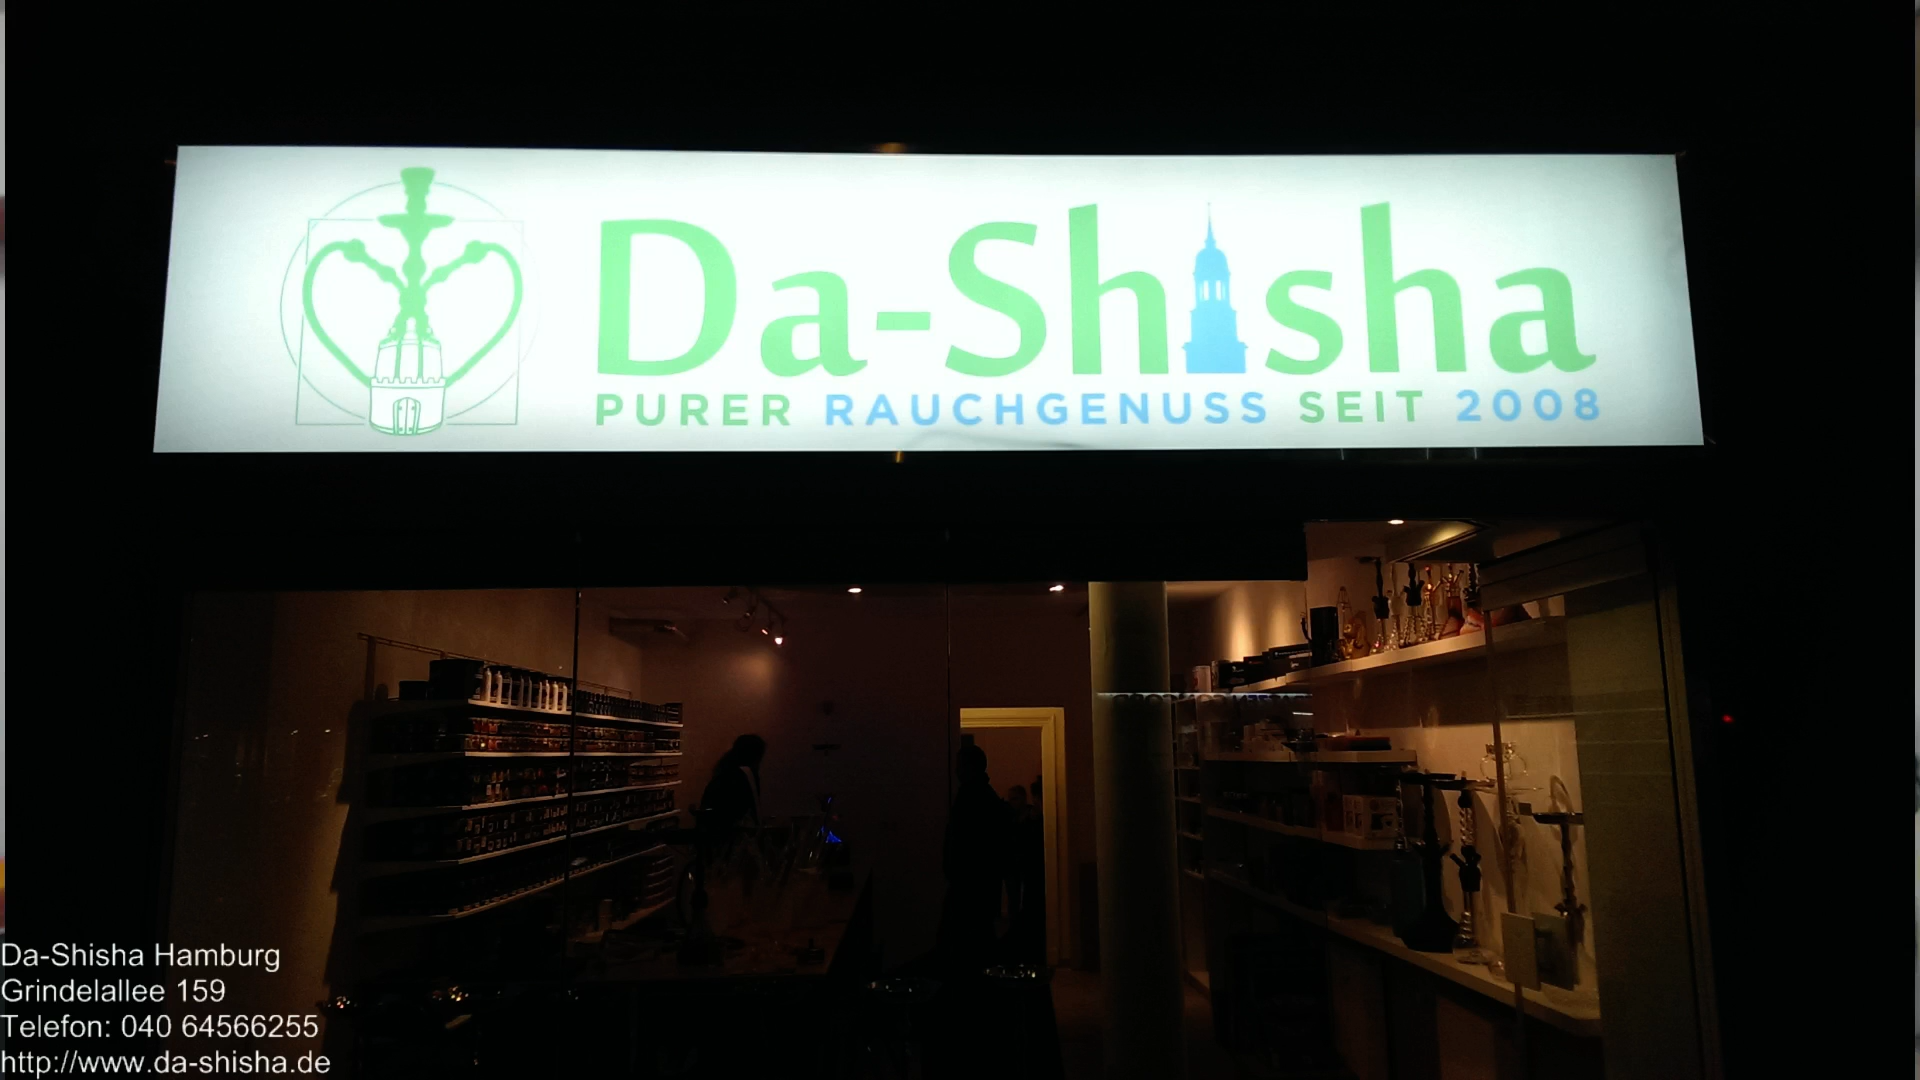 Da-Shisha
PURER RAUCHGENUSS SEIT 2008
Da-Shisha Hamburg
Grindelallee 159
Telefon: 040 64566255
http://www.da-shisha.de